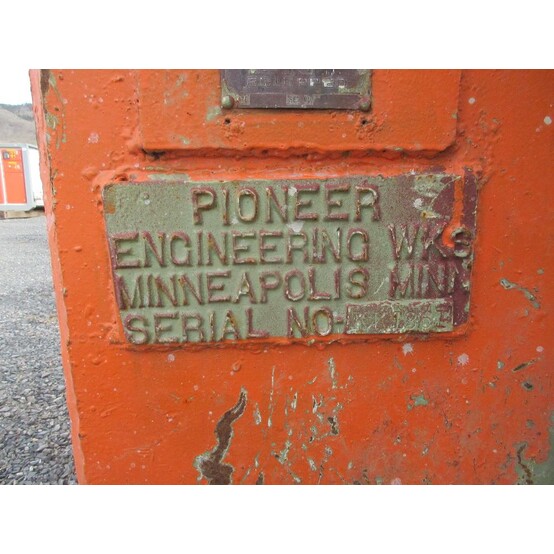 PIONEER
ENGINEERING WKS
MINNEAPOLIS MINN
SERIAL NO-